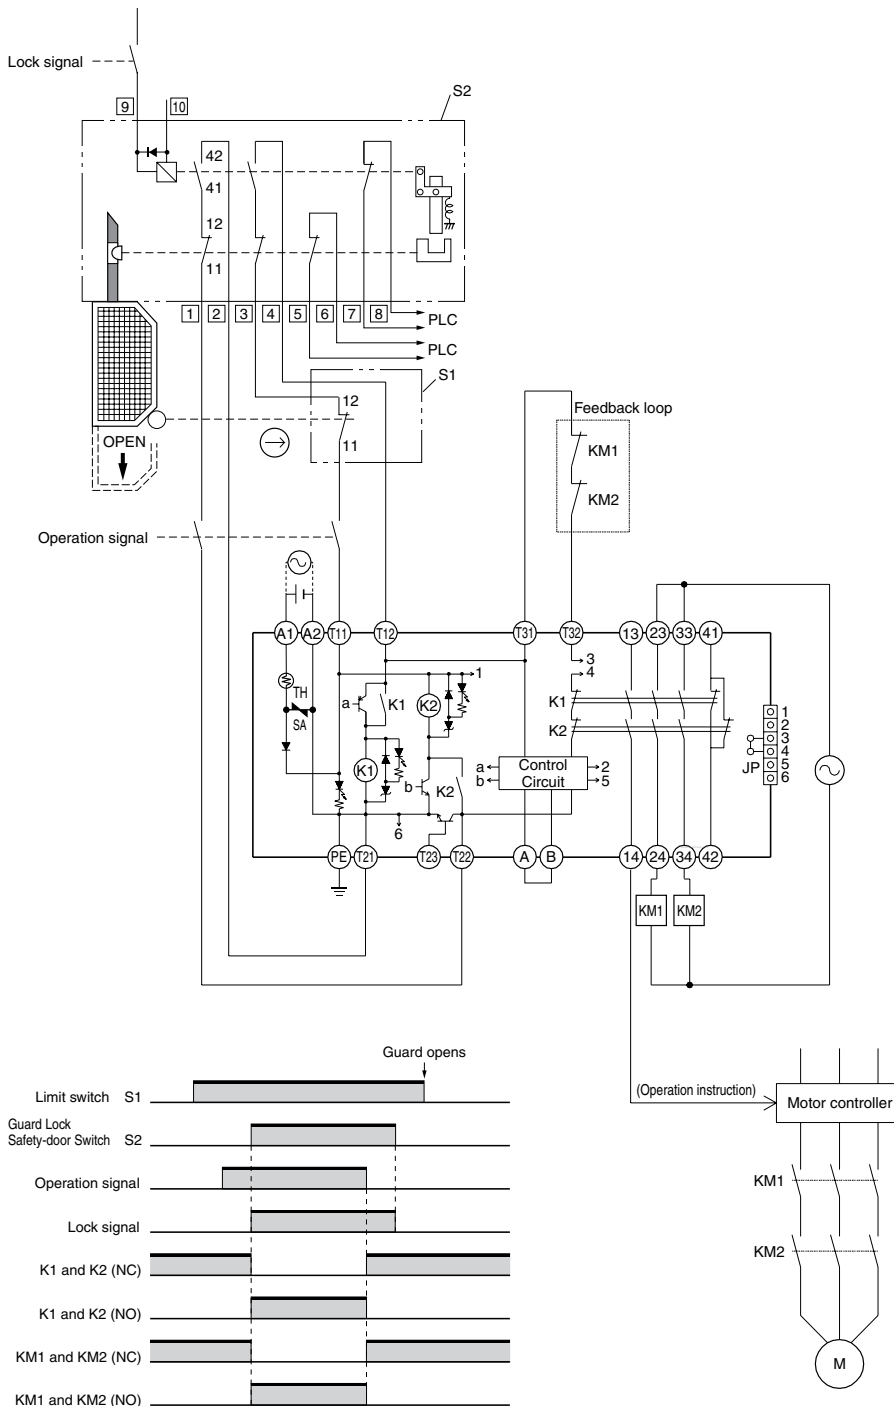 Lock signal
9 10
S2
42
41
12
11
1 2 3 4 5 6 7 8
PLC
PLC
S1
12
11
OPEN
Feedback loop
KM1
KM2
Operation signal
A1 A2 T11 T12 T31 T32 13 23 33 41
1
3
4
TH
SA
a
K1
K2
K1
b
K2
6
a
b
Control
Circuit
2
5
K1
K2
JP
1
2
3
4
5
6
PE T21 T23 T22 A B 14 24 34 42
KM1 KM2
(Operation instruction)
Motor controller
KM1
KM2
M
Guard opens
Limit switch S1
Guard Lock
Safety-door Switch S2
Operation signal
Lock signal
K1 and K2 (NC)
K1 and K2 (NO)
KM1 and KM2 (NC)
KM1 and KM2 (NO)